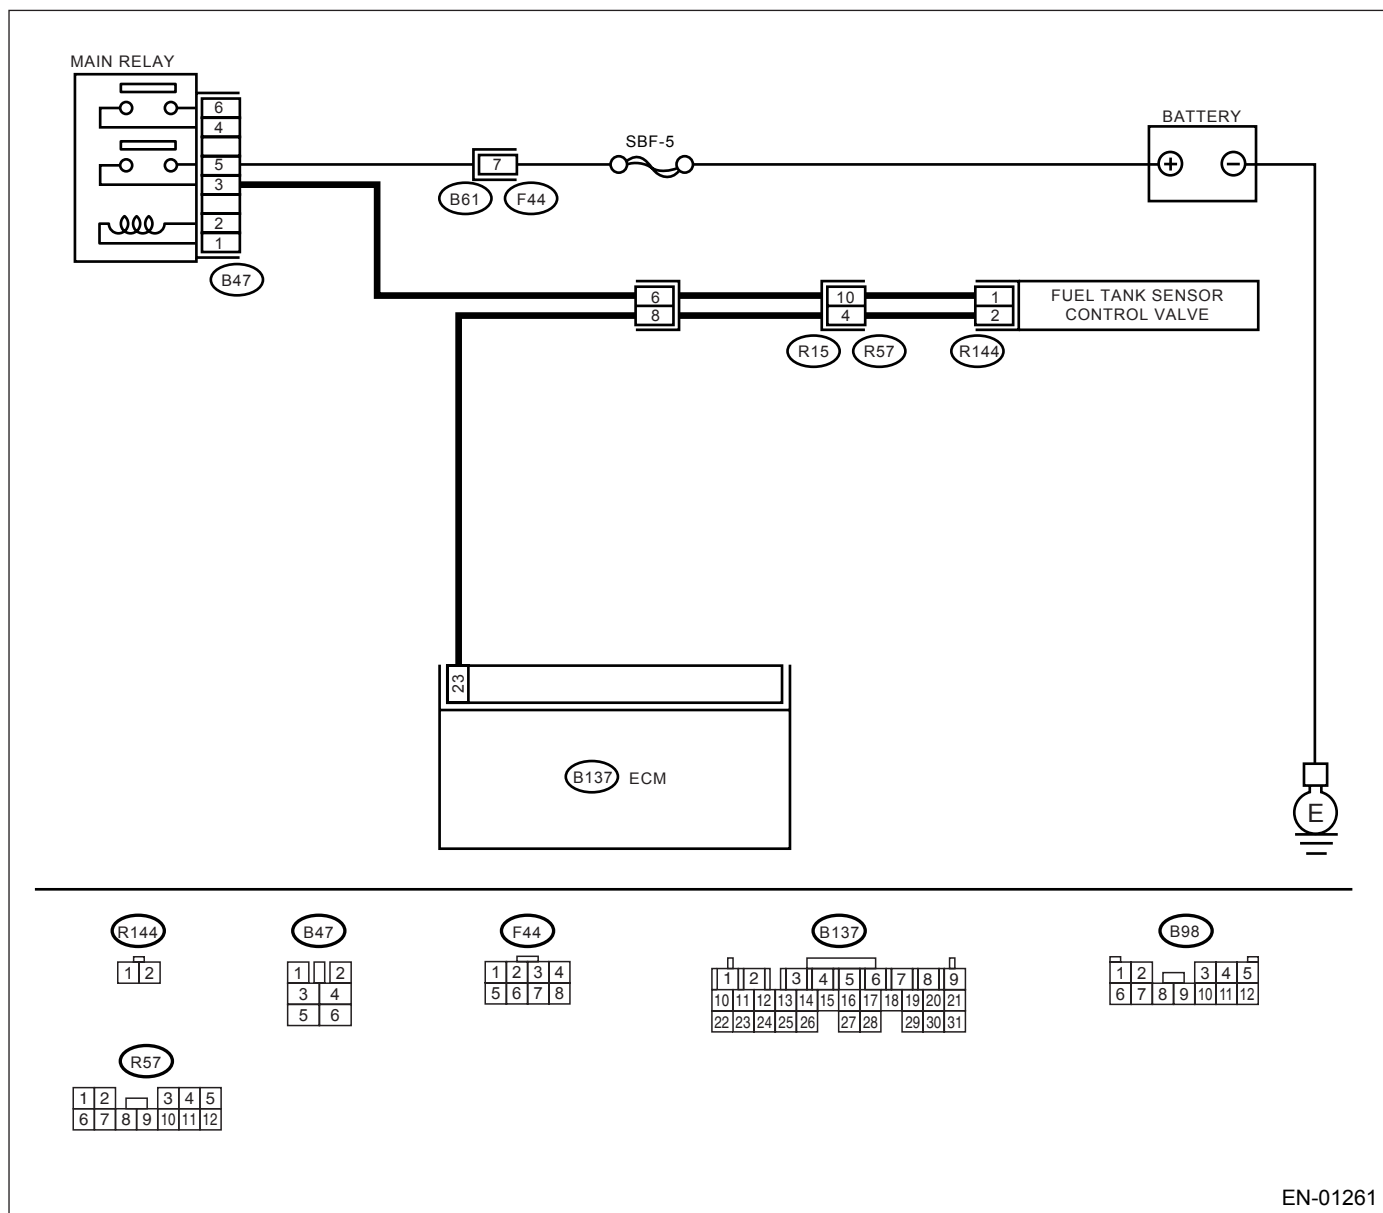 MAIN RELAY
6
4
5
3
2
1
B47
7
B61 F44
SBF-5
BATTERY
+ −
6
8
10
4
R15 R57
1
2
R144
FUEL TANK SENSOR
CONTROL VALVE
23
B137 ECM
E
R144
1 2
B47
1 2
3 4
5 6
F44
1 2 3 4
5 6 7 8
B137
1 2 3 4 5 6 7 8 9
10 11 12 13 14 15 16 17 18 19 20 21
22 23 24 25 26 27 28 29 30 31
B98
1 2 3 4 5
6 7 8 9 10 11 12
R57
1 2 3 4 5
6 7 8 9 10 11 12
EN-01261